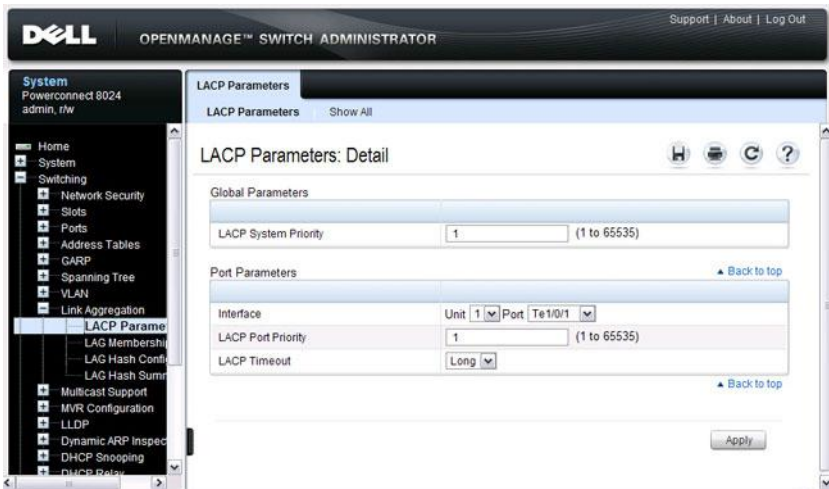 Support | About | Log Out
DELL OPENMANAGE™ SWITCH ADMINISTRATOR
System
Powerconnect 8024
admin, r/w
Home
System
Switching
Network Security
Slots
Ports
Address Tables
GARP
Spanning Tree
VLAN
Link Aggregation
LACP Parame
LAG Membershi
LAG Hash Confi
LAG Hash Summ
Multicast Support
MVR Configuration
LLDP
Dynamic ARP Inspec
DHCP Snooping
DHCP Relay
LACP Parameters
LACP Parameters Show All
LACP Parameters: Detail
Global Parameters
LACP System Priority 1 (1 to 65535)
Port Parameters ▲ Back to top
Interface Unit 1 Port Te1/0/1
LACP Port Priority 1 (1 to 65535)
LACP Timeout Long
▲ Back to top
Apply